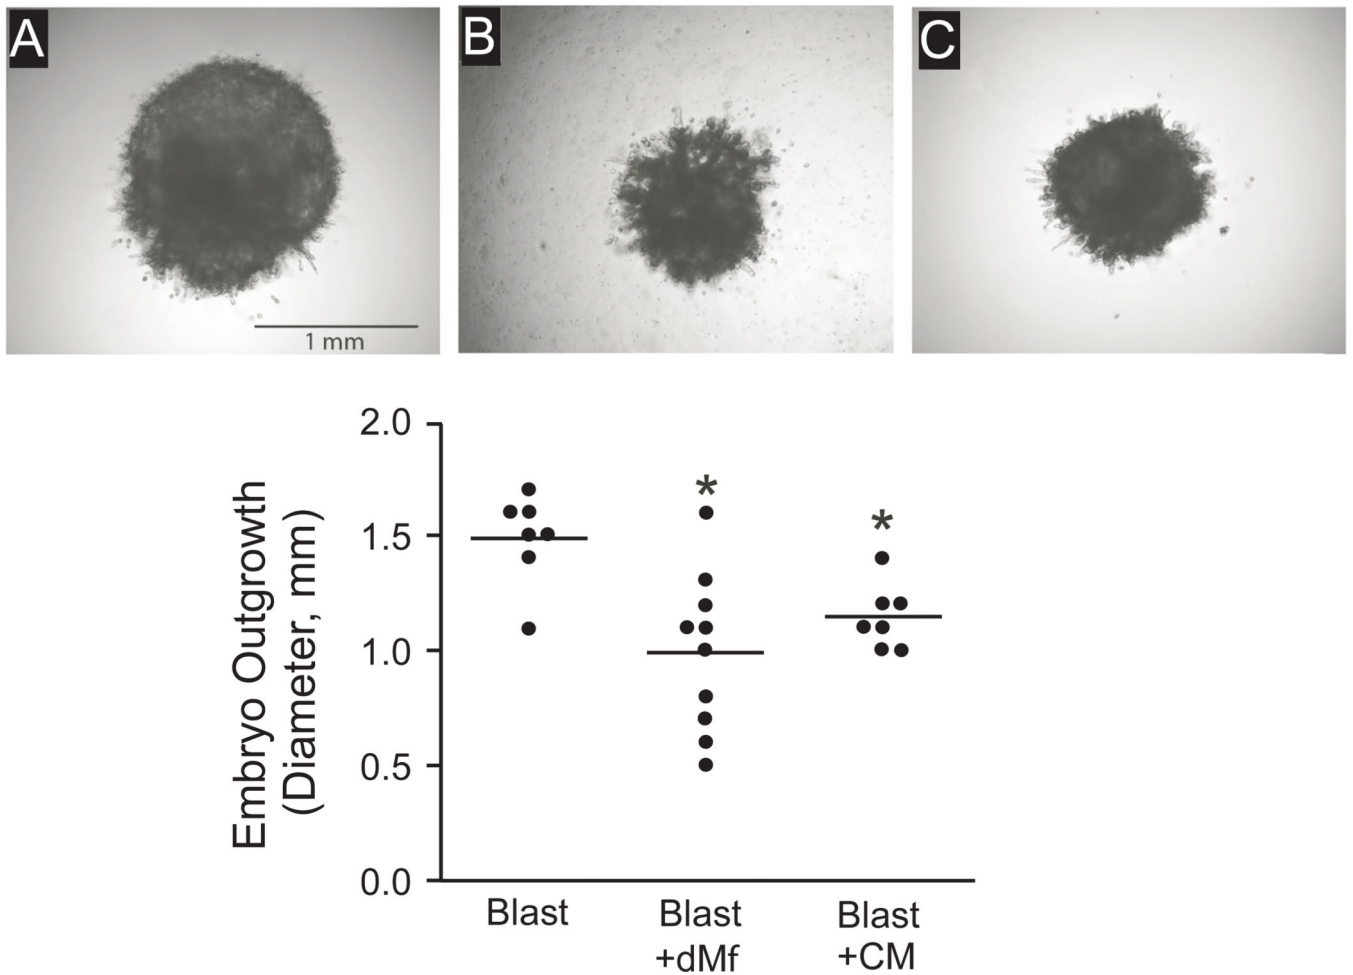 A
B
C
1 mm
2.0
1.5
1.0
0.5
0.0
Embryo Outgrowth
(Diameter, mm)
*
*
Blast
Blast
+dMf
Blast
+CM